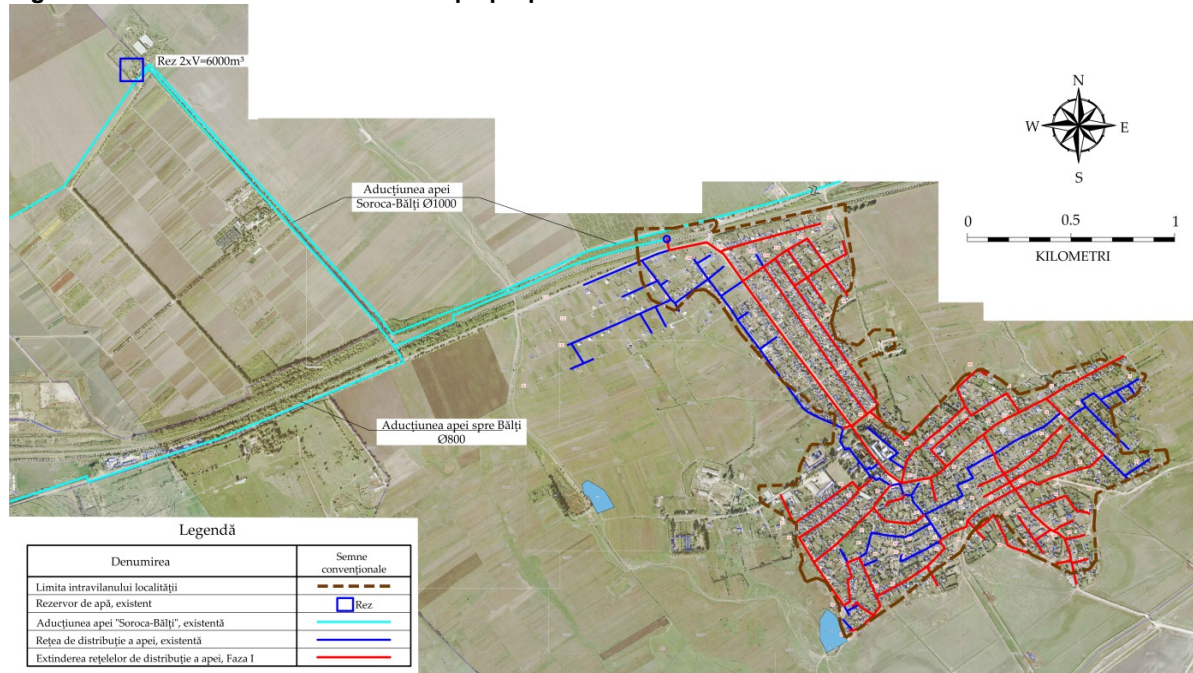 Rez 2xV=6000m³
N
W E
S
Aducțiunea apei
Soroca-Bălți Ø1000
0 0.5 1
KILOMETRI
Aducțiunea apei spre Bălți
Ø800
Legendă
Denumirea
Semne
convenționale
Limita intravilanului localității
Rezervor de apă, existent
Rez
Aducțiunea apei "Soroca-Bălți", existentă
Rețea de distribuție a apei, existentă
Extinderea rețelelor de distribuție a apei, Faza I